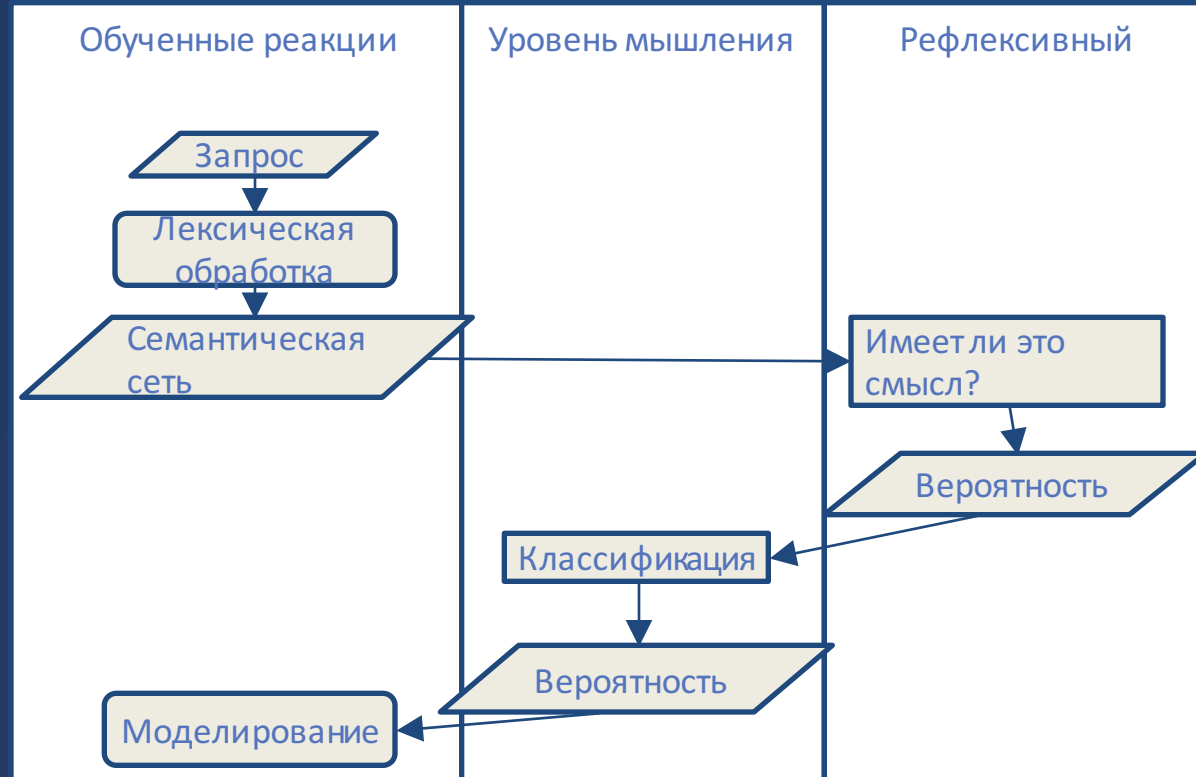 Обученные реакции
Уровень мышления
Рефлексивный
Запрос
Лексическая
обработка
Семантическая
сеть
Имеет ли это
смысл?
Вероятность
Классификация
Вероятность
Моделирование